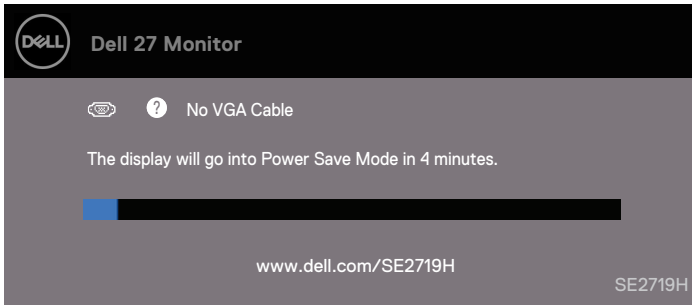 DELL
Dell 27 Monitor
? No VGA Cable
The display will go into Power Save Mode in 4 minutes.
www.dell.com/SE2719H
SE2719H